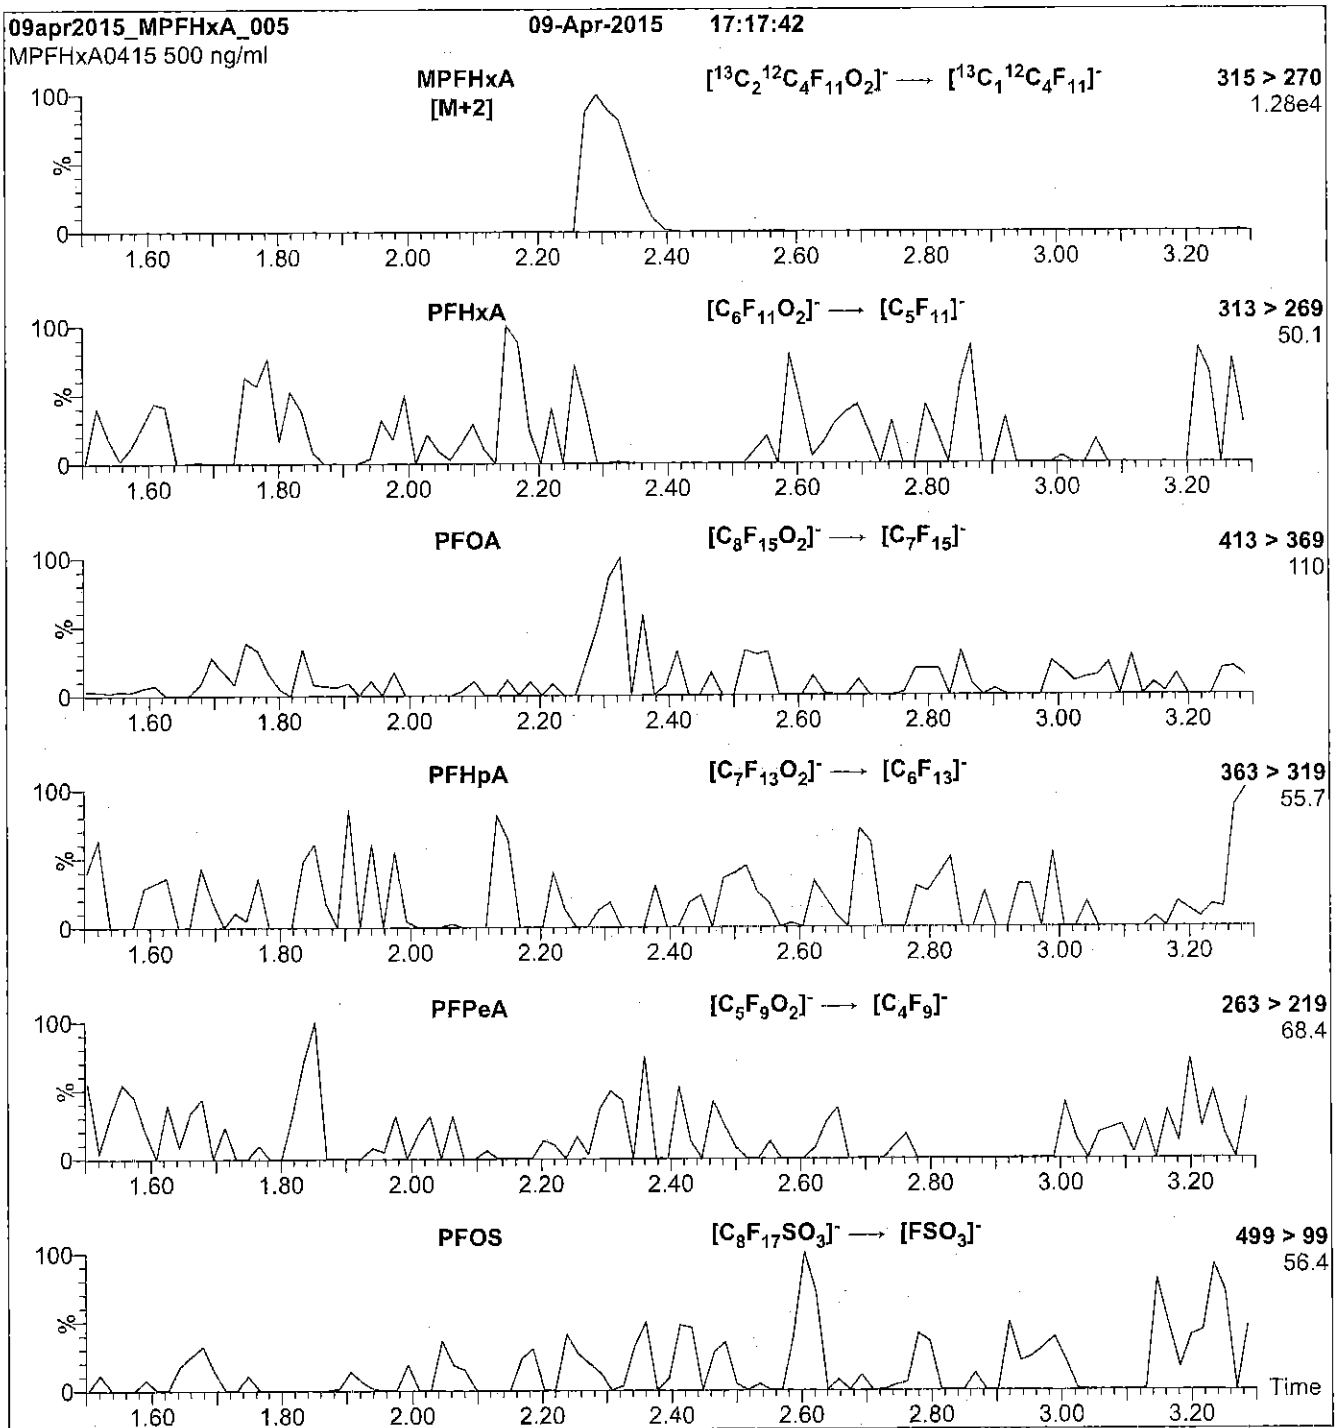 09apr2015_MPFHxA_005 09-Apr-2015 17:17:42
MPFHxA0415 500 ng/ml
MPFHxA [¹³C₂¹²C₄F₁₁O₂]⁻ ⟶ [¹³C₁¹²C₄F₁₁]⁻ 315 > 270
[M+2] 1.28e4
100
%
0
1.60 1.80 2.00 2.20 2.40 2.60 2.80 3.00 3.20
PFHxA [C₆F₁₁O₂]⁻ ⟶ [C₅F₁₁]⁻ 313 > 269
50.1
100
%
0
1.60 1.80 2.00 2.20 2.40 2.60 2.80 3.00 3.20
PFOA [C₈F₁₅O₂]⁻ ⟶ [C₇F₁₅]⁻ 413 > 369
110
100
%
0
1.60 1.80 2.00 2.20 2.40 2.60 2.80 3.00 3.20
PFHpA [C₇F₁₃O₂]⁻ ⟶ [C₆F₁₃]⁻ 363 > 319
55.7
100
%
0
1.60 1.80 2.00 2.20 2.40 2.60 2.80 3.00 3.20
PFPeA [C₅F₉O₂]⁻ ⟶ [C₄F₉]⁻ 263 > 219
68.4
100
%
0
1.60 1.80 2.00 2.20 2.40 2.60 2.80 3.00 3.20
PFOS [C₈F₁₇SO₃]⁻ ⟶ [FSO₃]⁻ 499 > 99
56.4
100
%
0
Time
1.60 1.80 2.00 2.20 2.40 2.60 2.80 3.00 3.20